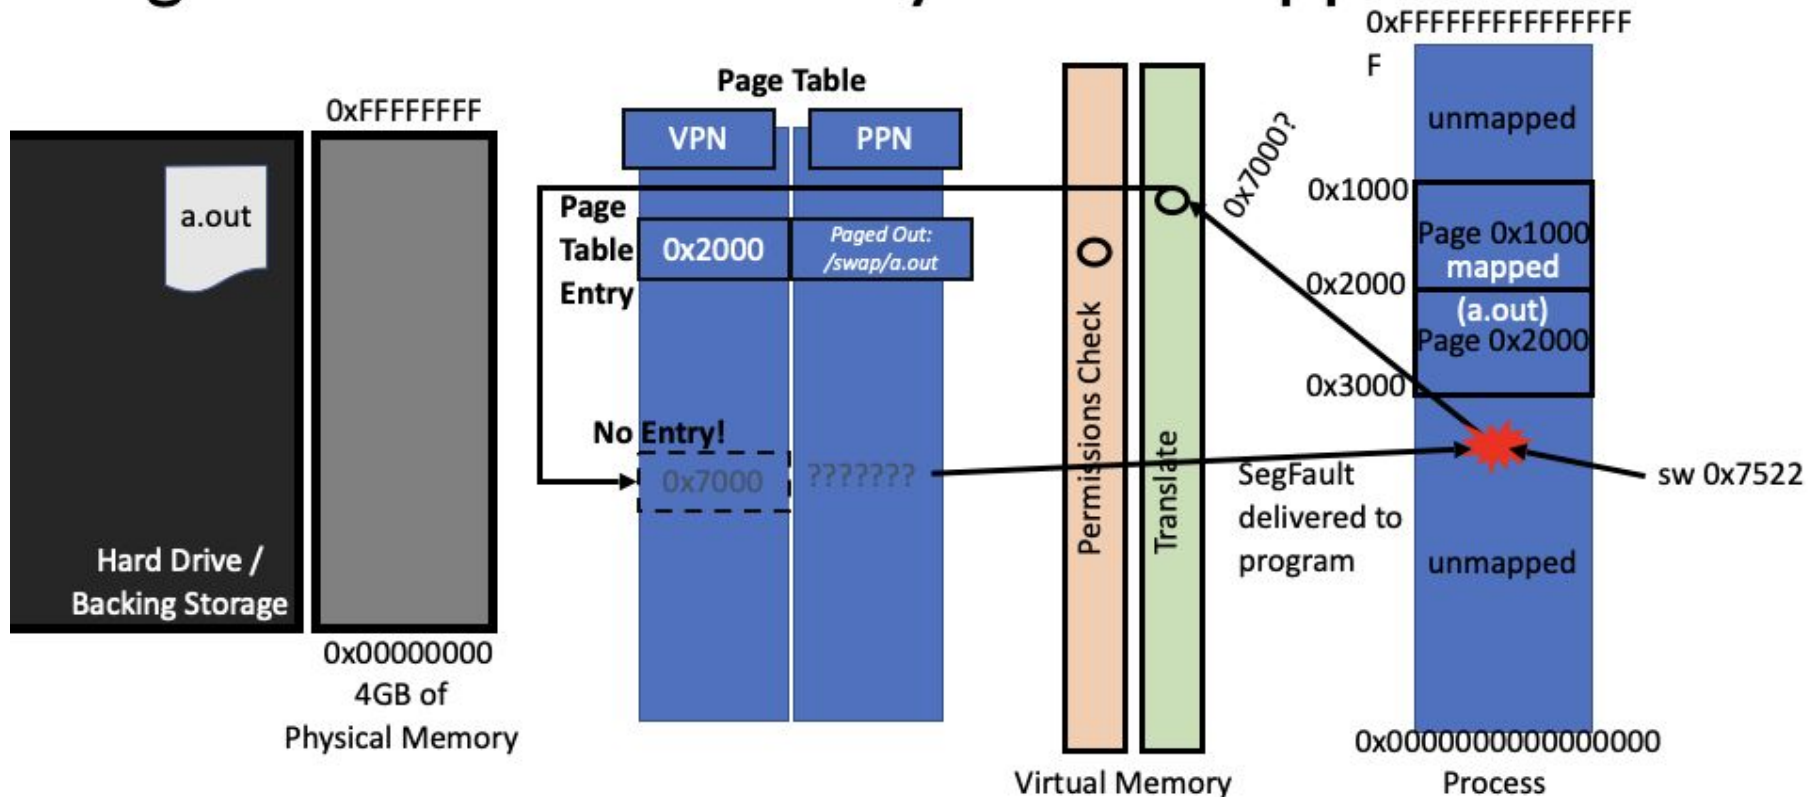 0xFFFFFFFFFFFFFFF
F
Page Table
0xFFFFFFFF
VPN
PPN
unmapped
a.out
0x7000?
0x1000
Page
Table
Entry
0x2000
Paged Out:
/swap/a.out
Page 0x1000
mapped
0x2000
(a.out)
Page 0x2000
0x3000
Permissions Check
Translate
No Entry!
0x7000
???????
SegFault
delivered to
program
sw 0x7522
Hard Drive /
Backing Storage
unmapped
0x00000000
4GB of
Physical Memory
0x0000000000000000
Virtual Memory
Process